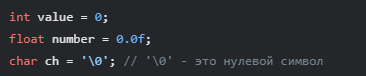 int value = 0;
float number = 0.0f;
char ch = '\0'; // '\0' - это нулевой символ